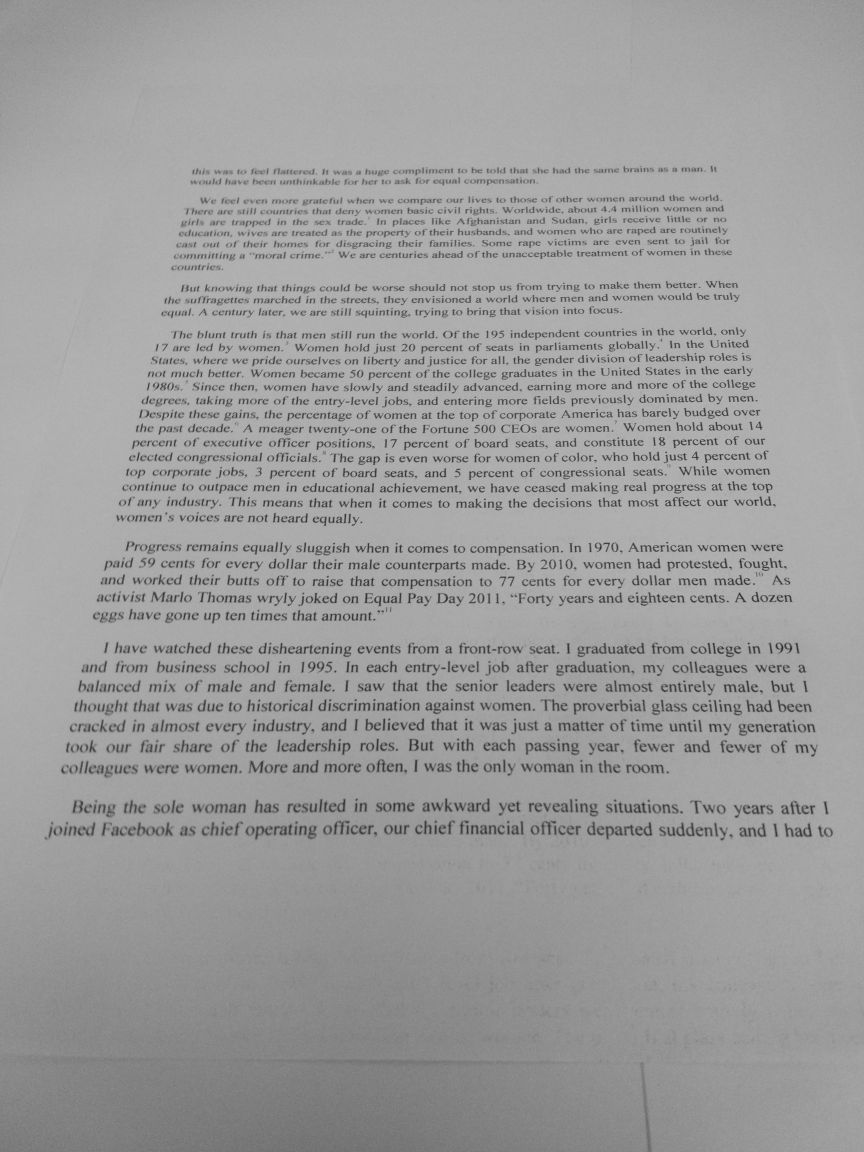 this was to feel flattered. It was a huge compliment to be told that she had the same brains as a man. It
would have been unthinkable for her to ask for equal compensation.
We feel even more grateful when we compare our lives to those of other women around the world.
There are still countries that deny women basic civil rights. Worldwide, about 4.4 million women and
girls are trapped in the sex trade.¹ In places like Afghanistan and Sudan, girls receive little or no
education, wives are treated as the property of their husbands, and women who are raped are routinely
cast out of their homes for disgracing their families. Some rape victims are even sent to jail for
committing a "moral crime."² We are centuries ahead of the unacceptable treatment of women in these
countries.
But knowing that things could be worse should not stop us from trying to make them better. When
the suffragettes marched in the streets, they envisioned a world where men and women would be truly
equal. A century later, we are still squinting, trying to bring that vision into focus.
The blunt truth is that men still run the world. Of the 195 independent countries in the world, only
17 are led by women.³ Women hold just 20 percent of seats in parliaments globally.⁴ In the United
States, where we pride ourselves on liberty and justice for all, the gender division of leadership roles is
not much better. Women became 50 percent of the college graduates in the United States in the early
1980s.⁵ Since then, women have slowly and steadily advanced, earning more and more of the college
degrees, taking more of the entry-level jobs, and entering more fields previously dominated by men.
Despite these gains, the percentage of women at the top of corporate America has barely budged over
the past decade.⁶ A meager twenty-one of the Fortune 500 CEOs are women.⁷ Women hold about 14
percent of executive officer positions, 17 percent of board seats, and constitute 18 percent of our
elected congressional officials.⁸ The gap is even worse for women of color, who hold just 4 percent of
top corporate jobs, 3 percent of board seats, and 5 percent of congressional seats.⁹ While women
continue to outpace men in educational achievement, we have ceased making real progress at the top
of any industry. This means that when it comes to making the decisions that most affect our world,
women's voices are not heard equally.
Progress remains equally sluggish when it comes to compensation. In 1970, American women were
paid 59 cents for every dollar their male counterparts made. By 2010, women had protested, fought,
and worked their butts off to raise that compensation to 77 cents for every dollar men made.¹⁰ As
activist Marlo Thomas wryly joked on Equal Pay Day 2011, "Forty years and eighteen cents. A dozen
eggs have gone up ten times that amount."¹¹
I have watched these disheartening events from a front-row seat. I graduated from college in 1991
and from business school in 1995. In each entry-level job after graduation, my colleagues were a
balanced mix of male and female. I saw that the senior leaders were almost entirely male, but I
thought that was due to historical discrimination against women. The proverbial glass ceiling had been
cracked in almost every industry, and I believed that it was just a matter of time until my generation
took our fair share of the leadership roles. But with each passing year, fewer and fewer of my
colleagues were women. More and more often, I was the only woman in the room.
Being the sole woman has resulted in some awkward yet revealing situations. Two years after I
joined Facebook as chief operating officer, our chief financial officer departed suddenly, and I had to